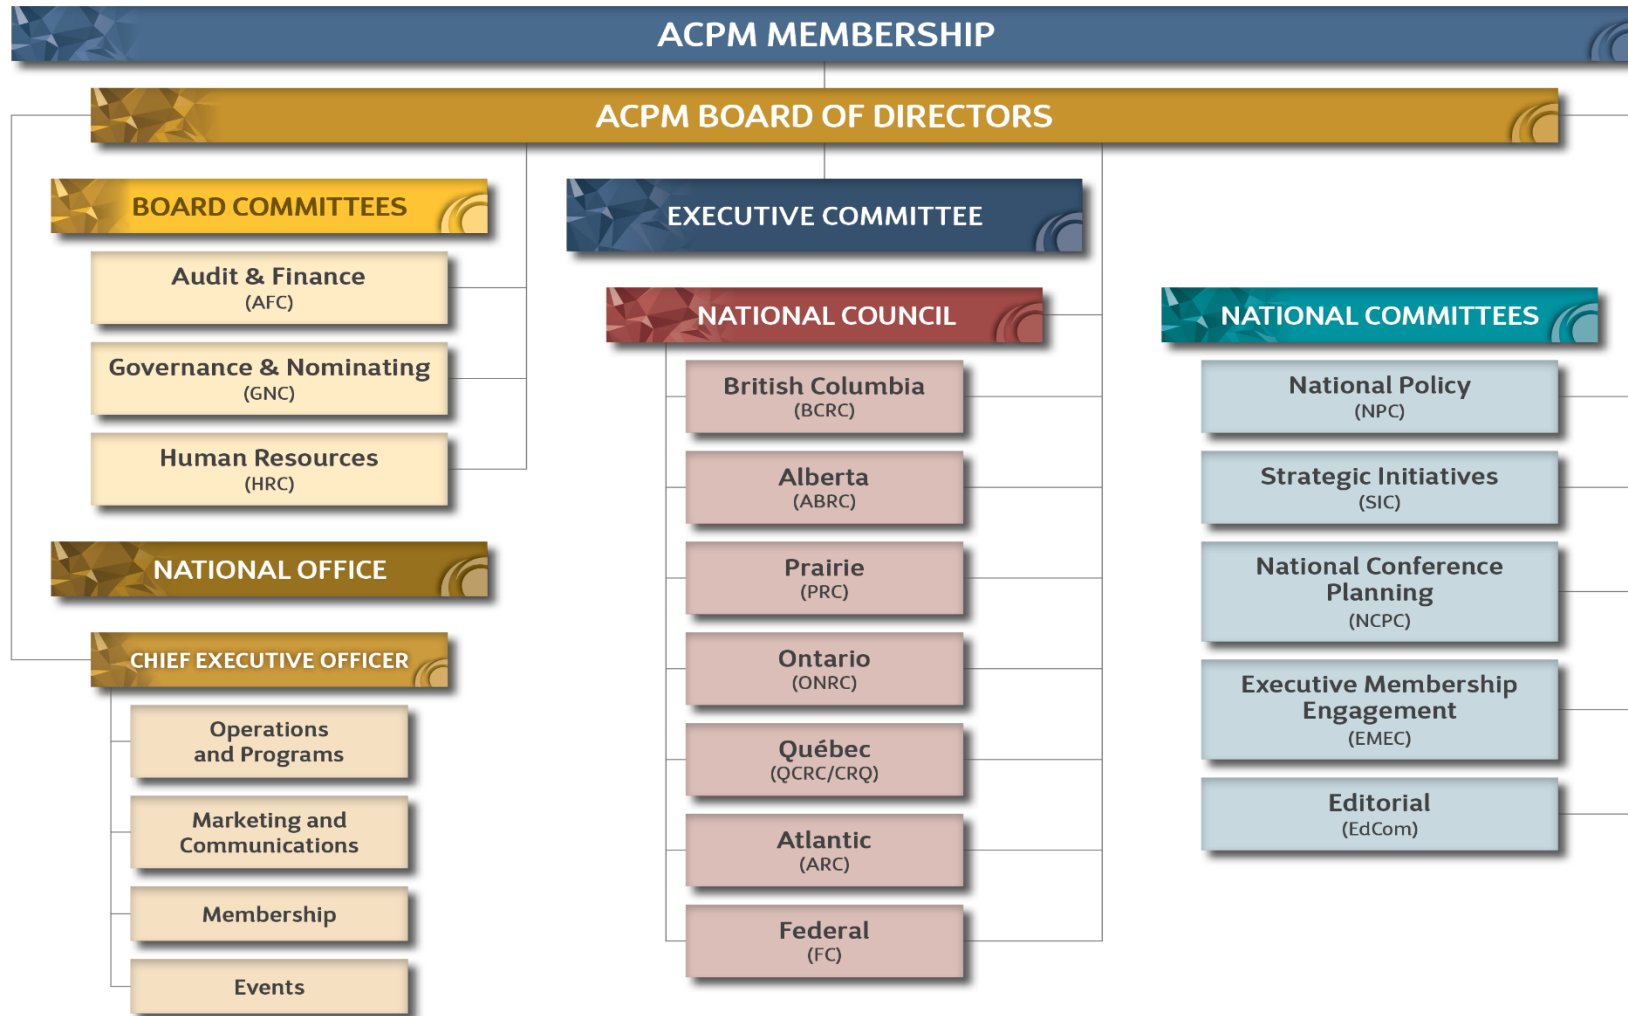 ACPM MEMBERSHIP
ACPM BOARD OF DIRECTORS
BOARD COMMITTEES
Audit & Finance
(AFC)
Governance & Nominating
(GNC)
Human Resources
(HRC)
NATIONAL OFFICE
CHIEF EXECUTIVE OFFICER
Operations
and Programs
Marketing and
Communications
Membership
Events
EXECUTIVE COMMITTEE
NATIONAL COUNCIL
British Columbia
(BCRC)
Alberta
(ABRC)
Prairie
(PRC)
Ontario
(ONRC)
Québec
(QCRC/CRQ)
Atlantic
(ARC)
Federal
(FC)
NATIONAL COMMITTEES
National Policy
(NPC)
Strategic Initiatives
(SIC)
National Conference
Planning
(NCPC)
Executive Membership
Engagement
(EMEC)
Editorial
(EdCom)